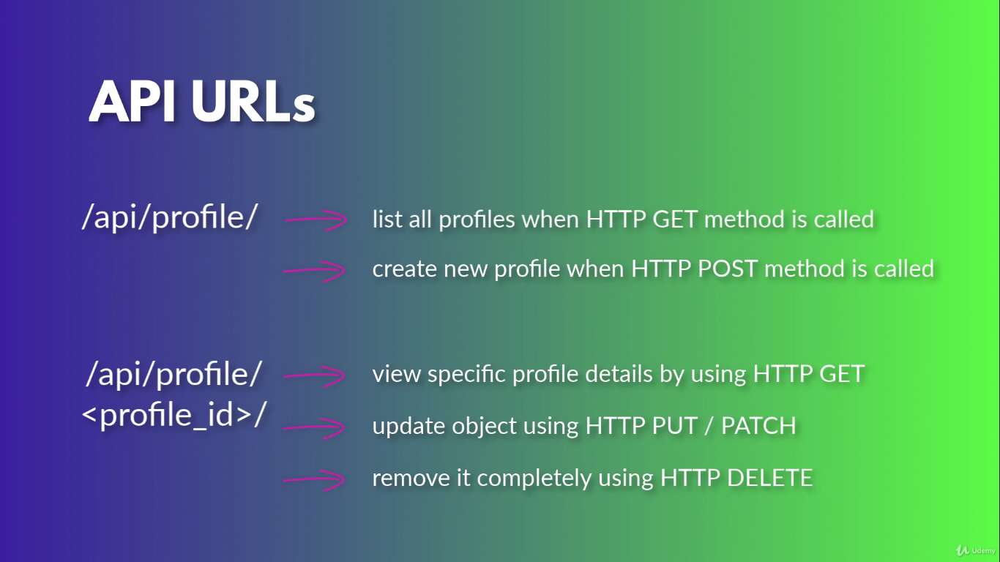 API URLs
/api/profile/
list all profiles when HTTP GET method is called
create new profile when HTTP POST method is called
/api/profile/
<profile_id>/
view specific profile details by using HTTP GET
update object using HTTP PUT / PATCH
remove it completely using HTTP DELETE
Udemy